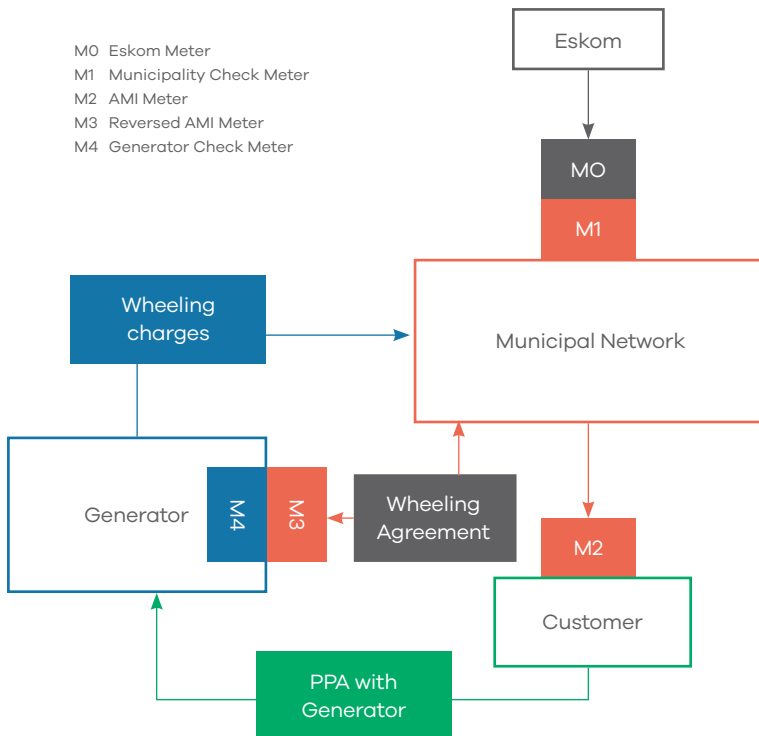 M0 Eskom Meter
M1 Municipality Check Meter
M2 AMI Meter
M3 Reversed AMI Meter
M4 Generator Check Meter
Eskom
MO
M1
Wheeling
charges
Municipal Network
Generator
M4
M3
Wheeling
Agreement
M2
Customer
PPA with
Generator